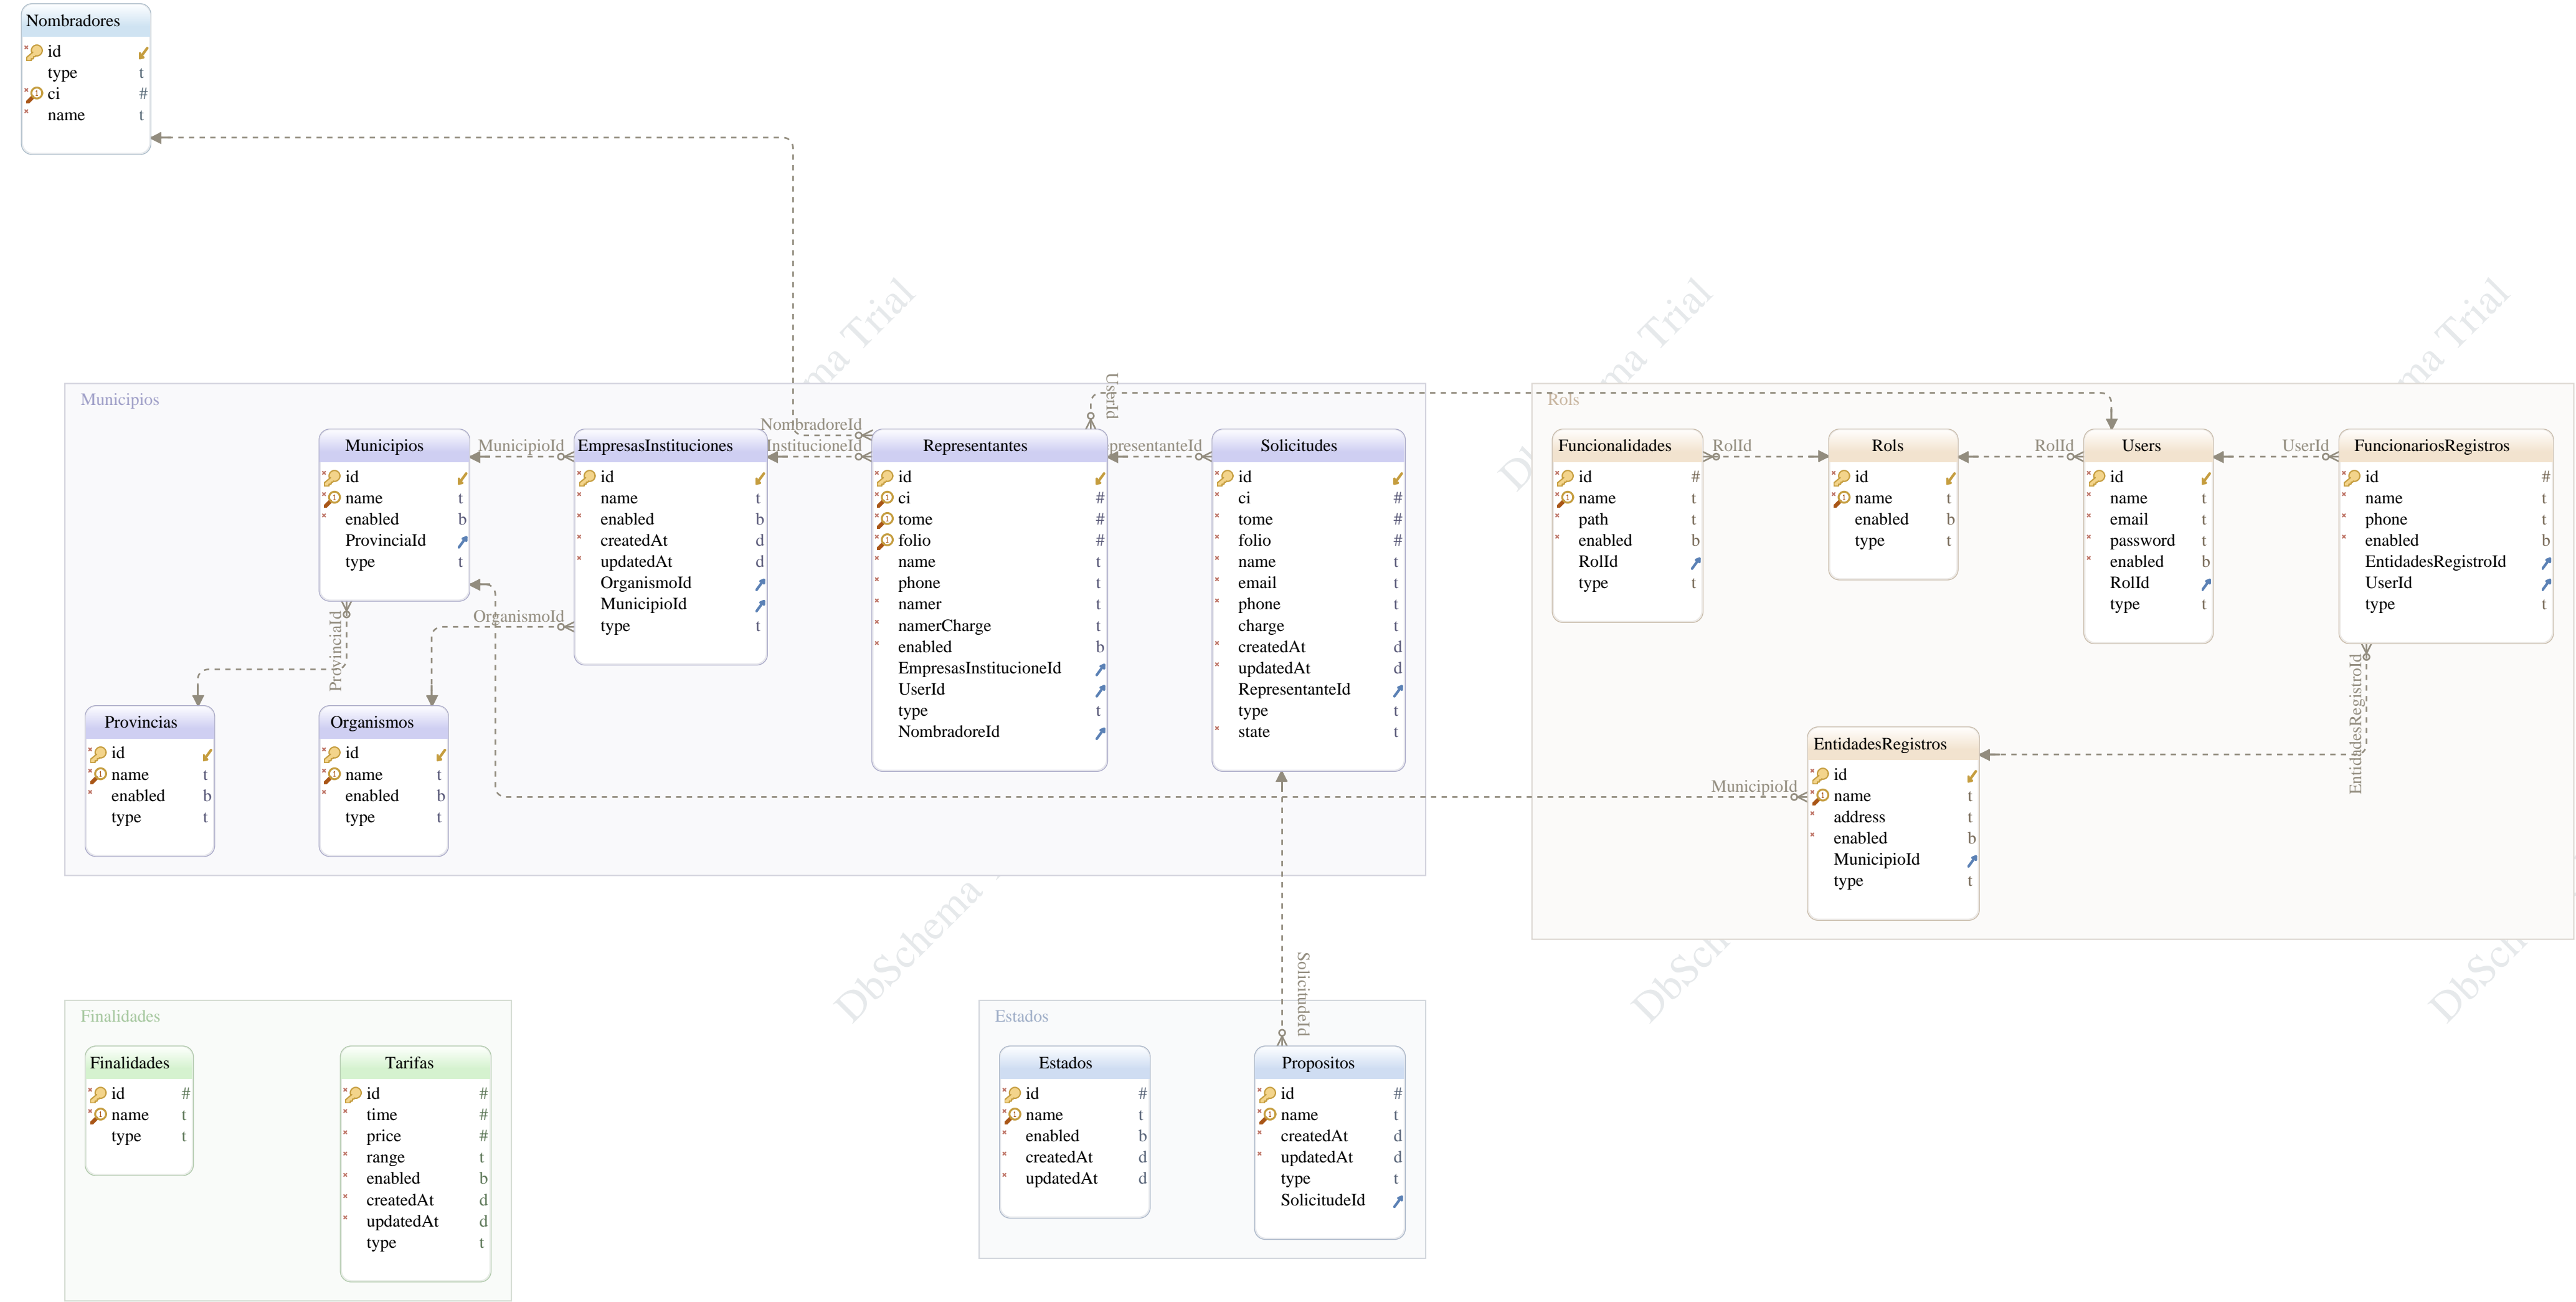 Nombradores
id
type t
ci #
name t
DbSchema Trial
Municipios
NombradoreId
UserId
Municipios
id
name t
enabled b
ProvinciaId
type t
MunicipioId
EmpresasInstituciones
id
name t
enabled b
createdAt d
updatedAt d
OrganismoId
MunicipioId
type t
InstitucioneId
Representantes
id
ci #
tome #
folio #
name t
phone t
namer t
namerCharge t
enabled b
EmpresasInstitucioneId
UserId
type t
NombradoreId
presentanteId
Solicitudes
id
ci #
tome #
folio #
name t
email t
phone t
charge t
createdAt d
updatedAt d
RepresentanteId
type t
state t
OrganismoId
ProvinciaId
Provincias
id
name t
enabled b
type t
Organismos
id
name t
enabled b
type t
Rols
Funcionalidades
id #
name t
path t
enabled b
RolId
type t
RolId
Rols
id
name t
enabled b
type t
RolId
Users
id
name t
email t
password t
enabled b
RolId
type t
UserId
FuncionariosRegistros
id #
name t
phone t
enabled b
EntidadesRegistroId
UserId
type t
EntidadesRegistroId
MunicipioId
EntidadesRegistros
id
name t
address t
enabled b
MunicipioId
type t
SolicitudeId
Finalidades
Finalidades
id #
name t
type t
Tarifas
id #
time #
price #
range t
enabled b
createdAt d
updatedAt d
type t
Estados
Estados
id #
name t
enabled b
createdAt d
updatedAt d
Propositos
id #
name t
createdAt d
updatedAt d
type t
SolicitudeId